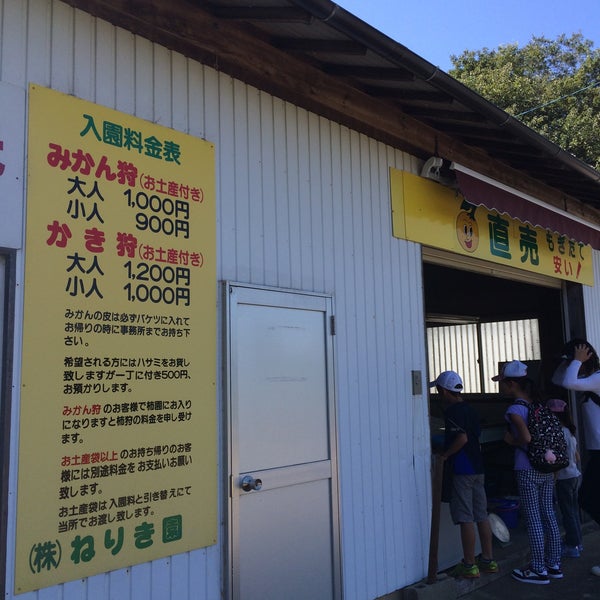 入園料金表
みかん狩(お土産付き)
大人 1,000円
小人 900円
かき狩(お土産付き)
大人 1,200円
小人 1,000円
みかんの皮は必ずバケツに入れて
お帰りの時に事務所までお持ち下
さい。
希望される方にはハサミをお貸し
致しますが一丁に付き500円、
お預かりします。
みかん狩のお客様で柿園にお入り
になりますと柿狩の料金を申し受け
ます。
お土産袋以上のお持ち帰りのお客
様には別途料金をお支払いお願い
致します。
お土産袋は入園料と引き替えにて
当所でお渡し致します。
(株)ねりき園
直売
もぎたて
安い!